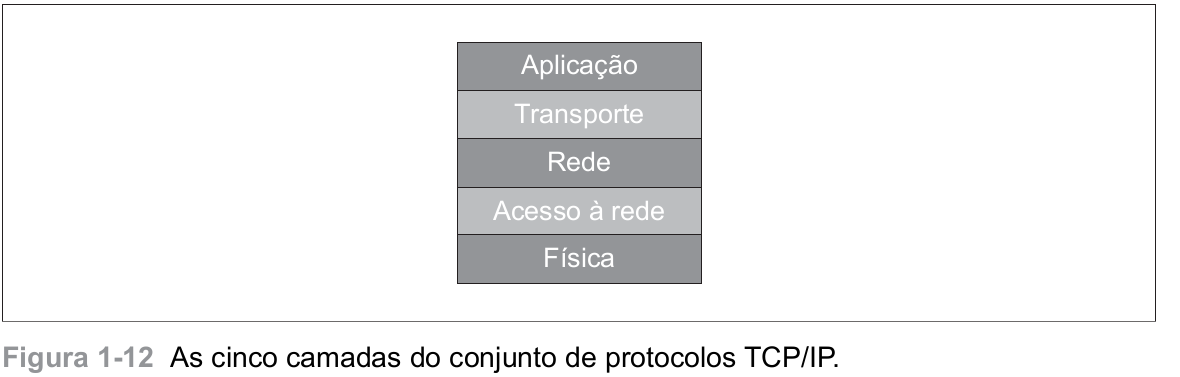 Aplicação
Transporte
Rede
Acesso à rede
Física
Figura 1-12 As cinco camadas do conjunto de protocolos TCP/IP.